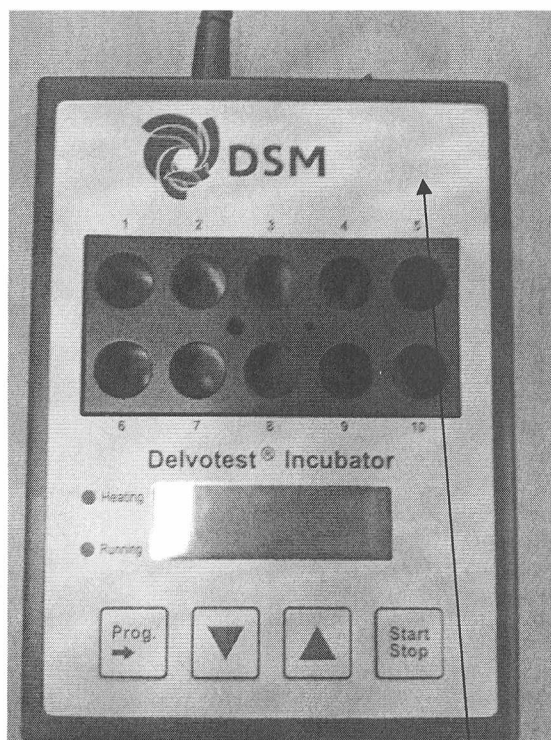 DSM
1 2 3 4 5
6 7 8 9 10
Delvotest® Incubator
Heating
Running
Prog.
Start
Stop